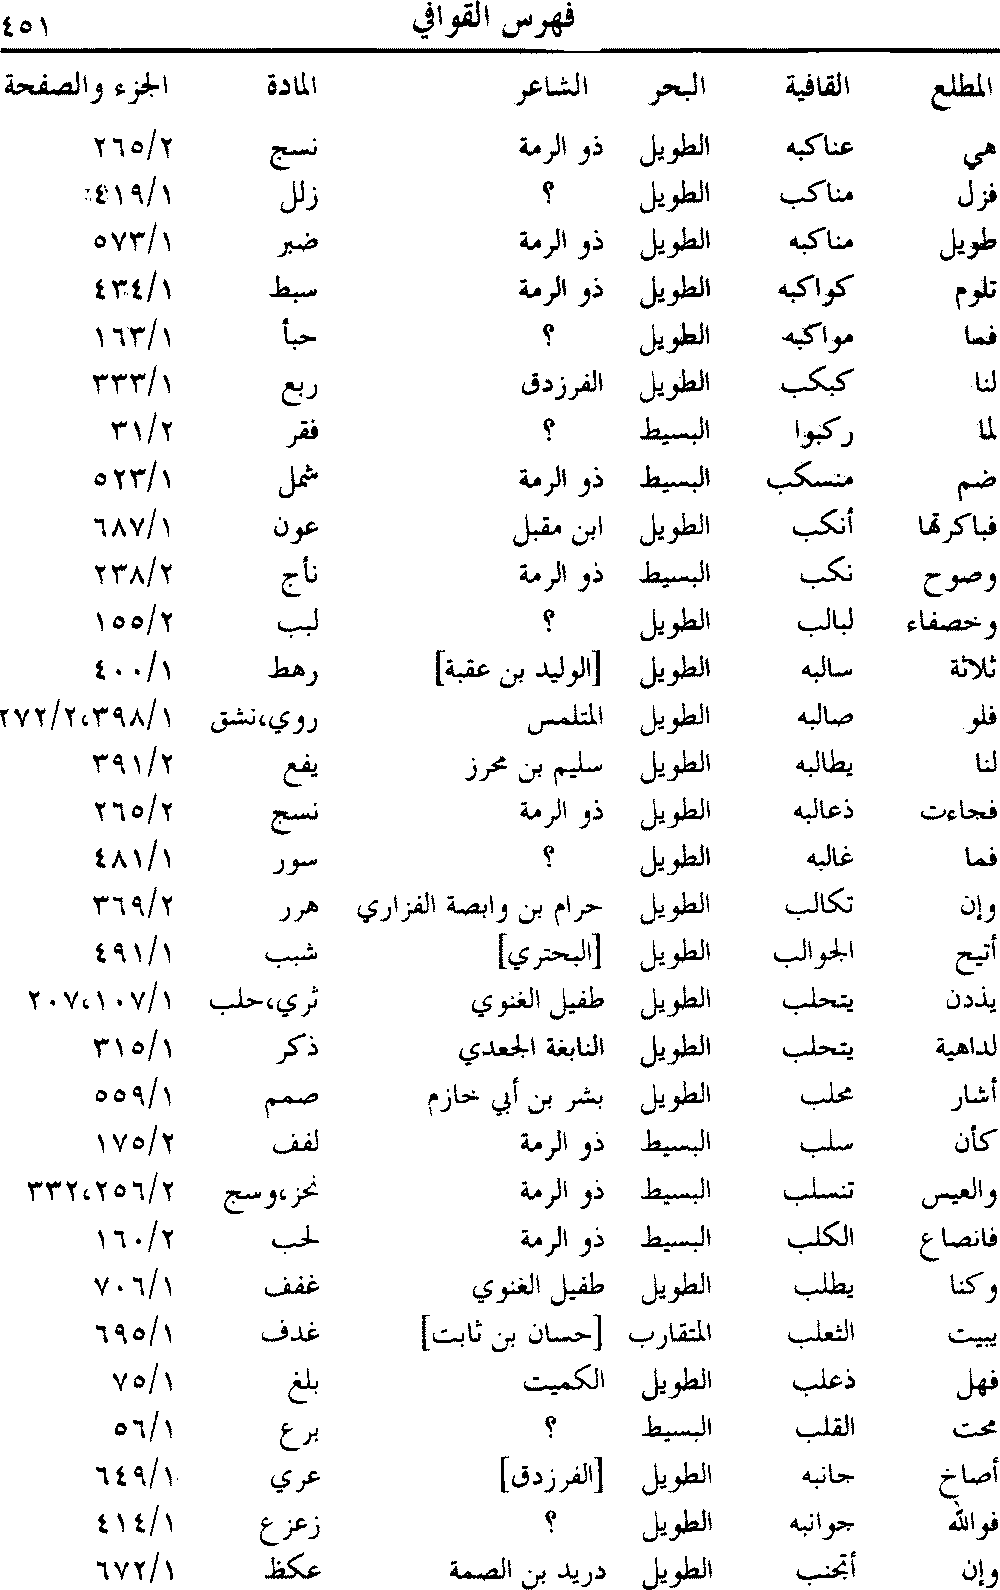 فهرس القوافي ٤٥١
المطلع القافية البحر الشاعر المادة الجزء والصفحة
هي عناكبه الطويل ذو الرمة نسج ٢/٢٦٥
فزل مناكب الطويل ؟ زلل ١/٤١٩
طويل مناكبه الطويل ذو الرمة ضبر ١/٥٧٣
تلوم كواكبه الطويل ذو الرمة سبط ١/٤٣٤
فما مواكبه الطويل ؟ حبأ ١/١٦٣
لنا كبكب الطويل الفرزدق ربع ١/٣٣٣
لما ركبوا البسيط ؟ فقر ٢/٣١
ضم منسكب البسيط ذو الرمة شمل ١/٥٢٣
فباكرتها أنكب الطويل ابن مقبل عون ١/٦٨٧
وصوح نكب البسيط ذو الرمة نأج ٢/٢٣٨
وخصفاء لبالب الطويل ؟ لبب ٢/١٥٥
ثلاثة سالبه الطويل [الوليد بن عقبة] رهط ١/٤٠٠
فلو صالبه الطويل المتلمس روي،نشق ١/٣٩٨،٢/٢٧٢
لنا يطالبه الطويل سليم بن محرز يفع ٢/٣٩١
فجاءت ذعالبه الطويل ذو الرمة نسج ٢/٢٦٥
فما غالبه الطويل ؟ سور ١/٤٨١
وإن تكالب الطويل حرام بن وابصة الفزاري هرر ٢/٣٦٩
أتيح الجوالب الطويل [البحتري] شبب ١/٤٩١
يذدن يتحلب الطويل طفيل الغنوي ثري،حلب ١/١٠٧،٢٠٧
لداهية يتحلب الطويل النابغة الجعدي ذكر ١/٣١٥
أشار محلب الطويل بشر بن أبي خازم صمم ١/٥٥٩
كأن سلب البسيط ذو الرمة لفف ٢/١٧٥
والعيس تنسلب البسيط ذو الرمة نحز،وسج ٢/٢٥٦،٣٣٢
فانصاع الكلب البسيط ذو الرمة لحب ٢/١٦٠
وكنا يطلب الطويل طفيل الغنوي غفف ١/٧٠٦
يبيت الثعلب المتقارب [حسان بن ثابت] غدف ١/٦٩٥
فهل ذعلب الطويل الكميت بلغ ١/٧٥
محت القلب البسيط ؟ برع ١/٥٦
أصاخ جانبه الطويل [الفرزدق] عري ١/٦٤٩
فوالله جوانبه الطويل ؟ زعزع ١/٤١٤
وإن أتجنب الطويل دريد بن الصمة عكظ ١/٦٧٢